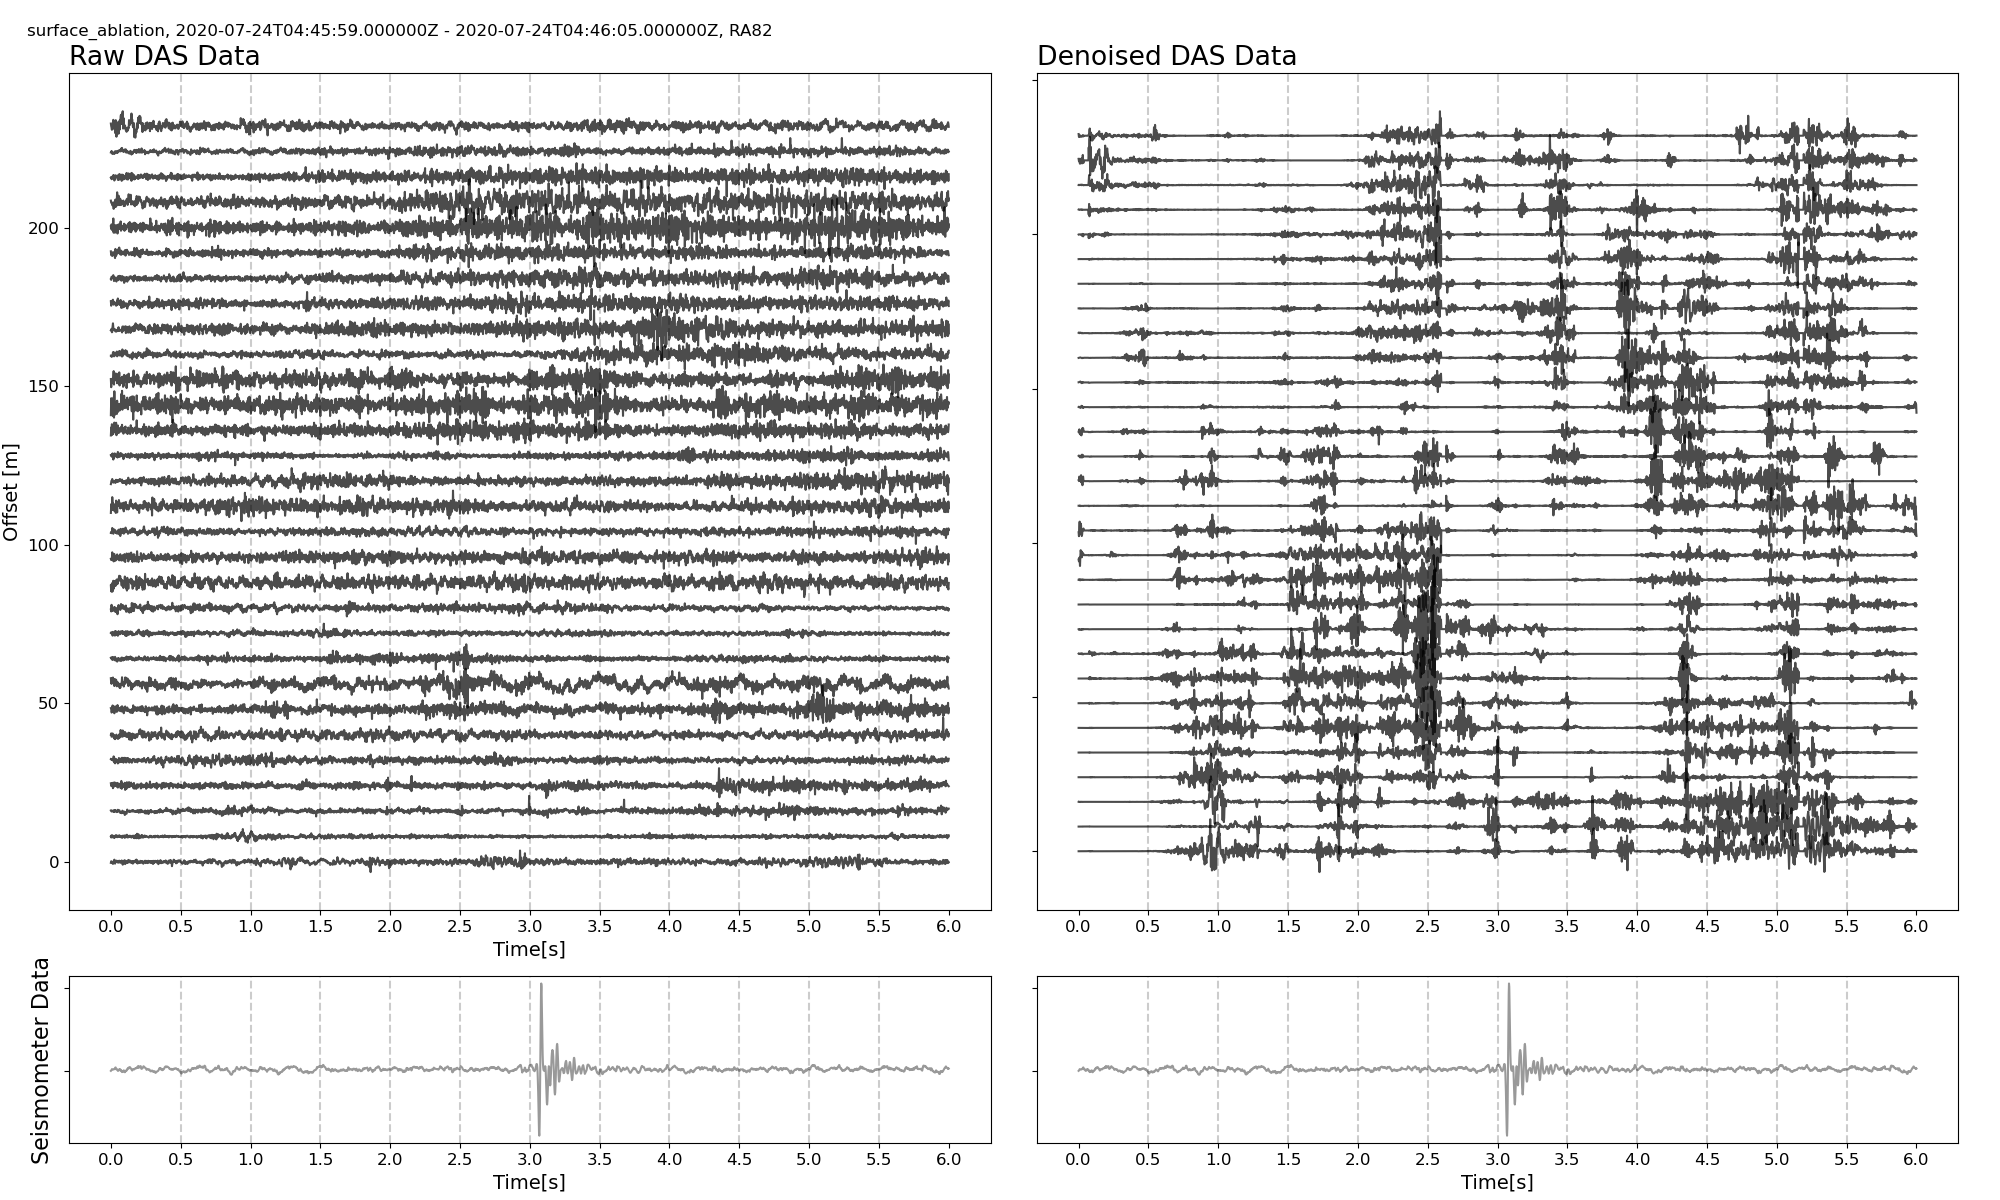 surface_ablation, 2020-07-24T04:45:59.000000Z - 2020-07-24T04:46:05.000000Z, RA82
Raw DAS Data
Denoised DAS Data
Offset [m]
200
150
100
50
0
0.0 0.5 1.0 1.5 2.0 2.5 3.0 3.5 4.0 4.5 5.0 5.5 6.0
Time[s]
0.0 0.5 1.0 1.5 2.0 2.5 3.0 3.5 4.0 4.5 5.0 5.5 6.0
Seismometer Data
0.0 0.5 1.0 1.5 2.0 2.5 3.0 3.5 4.0 4.5 5.0 5.5 6.0
Time[s]
0.0 0.5 1.0 1.5 2.0 2.5 3.0 3.5 4.0 4.5 5.0 5.5 6.0
Time[s]